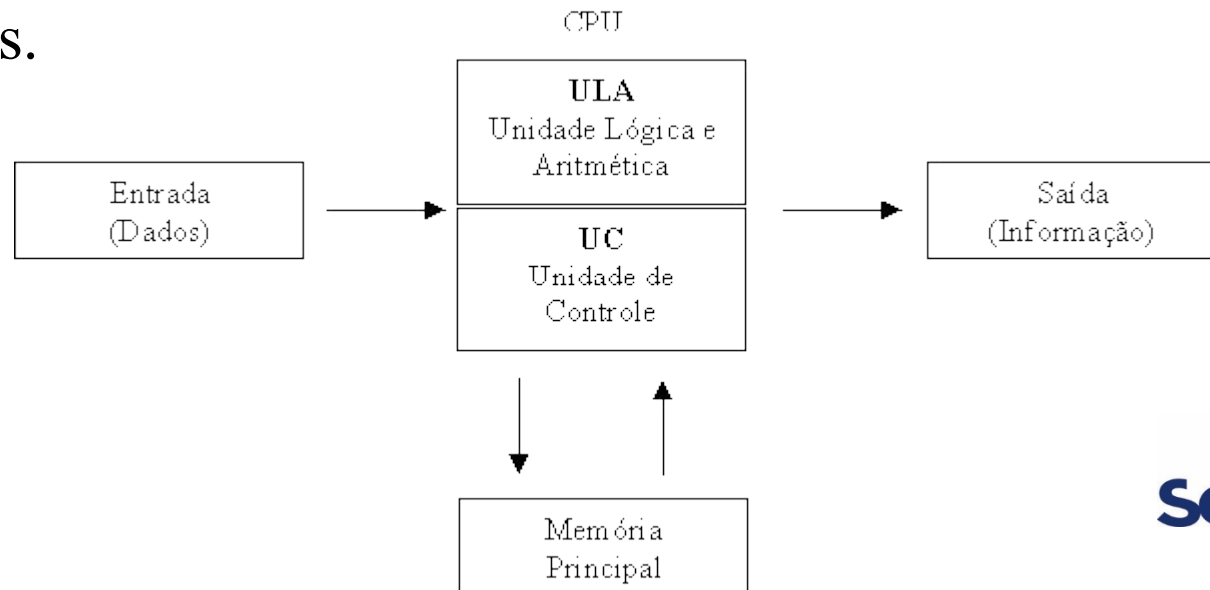 s.
CPU
ULA
Unidade Lógica e
Aritmética
Entrada
(Dados)
UC
Unidade de
Controle
Saída
(Informação)
Memória
Principal